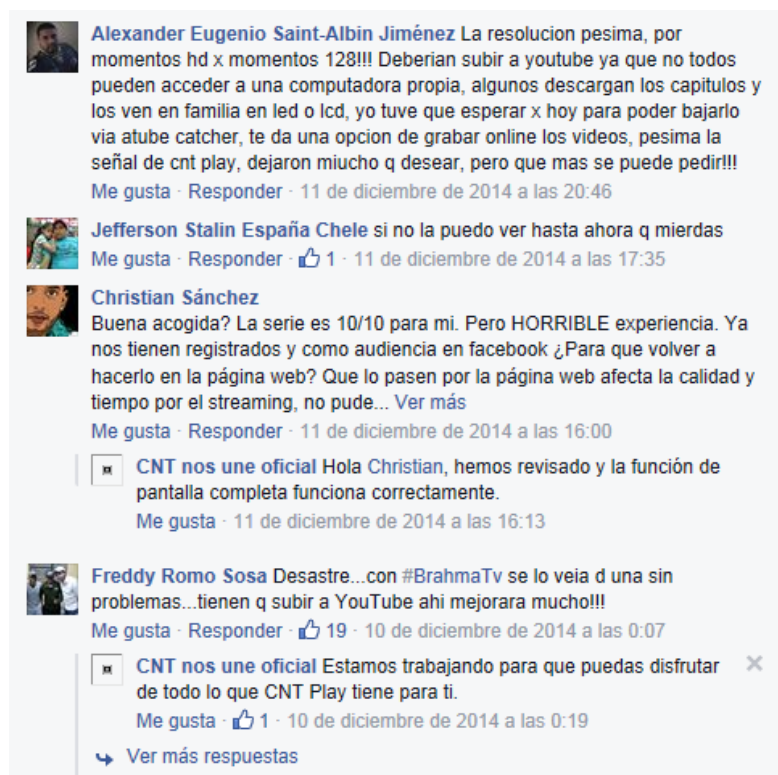 Alexander Eugenio Saint-Albin Jiménez La resolucion pesima, por
momentos hd x momentos 128!!! Deberian subir a youtube ya que no todos
pueden acceder a una computadora propia, algunos descargan los capitulos y
los ven en familia en led o lcd, yo tuve que esperar x hoy para poder bajarlo
via atube catcher, te da una opcion de grabar online los videos, pesima la
señal de cnt play, dejaron miucho q desear, pero que mas se puede pedir!!!
Me gusta · Responder · 11 de diciembre de 2014 a las 20:46
Jefferson Stalin España Chele si no la puedo ver hasta ahora q mierdas
Me gusta · Responder · 1 · 11 de diciembre de 2014 a las 17:35
Christian Sánchez
Buena acogida? La serie es 10/10 para mi. Pero HORRIBLE experiencia. Ya
nos tienen registrados y como audiencia en facebook ¿Para que volver a
hacerlo en la página web? Que lo pasen por la página web afecta la calidad y
tiempo por el streaming, no pude... Ver más
Me gusta · Responder · 11 de diciembre de 2014 a las 16:00
CNT nos une oficial Hola Christian, hemos revisado y la función de
pantalla completa funciona correctamente.
Me gusta · 11 de diciembre de 2014 a las 16:13
Freddy Romo Sosa Desastre...con #BrahmaTv se lo veia d una sin
problemas...tienen q subir a YouTube ahi mejorara mucho!!!
Me gusta · Responder · 19 · 10 de diciembre de 2014 a las 0:07
CNT nos une oficial Estamos trabajando para que puedas disfrutar
de todo lo que CNT Play tiene para ti.
Me gusta · 1 · 10 de diciembre de 2014 a las 0:19
Ver más respuestas